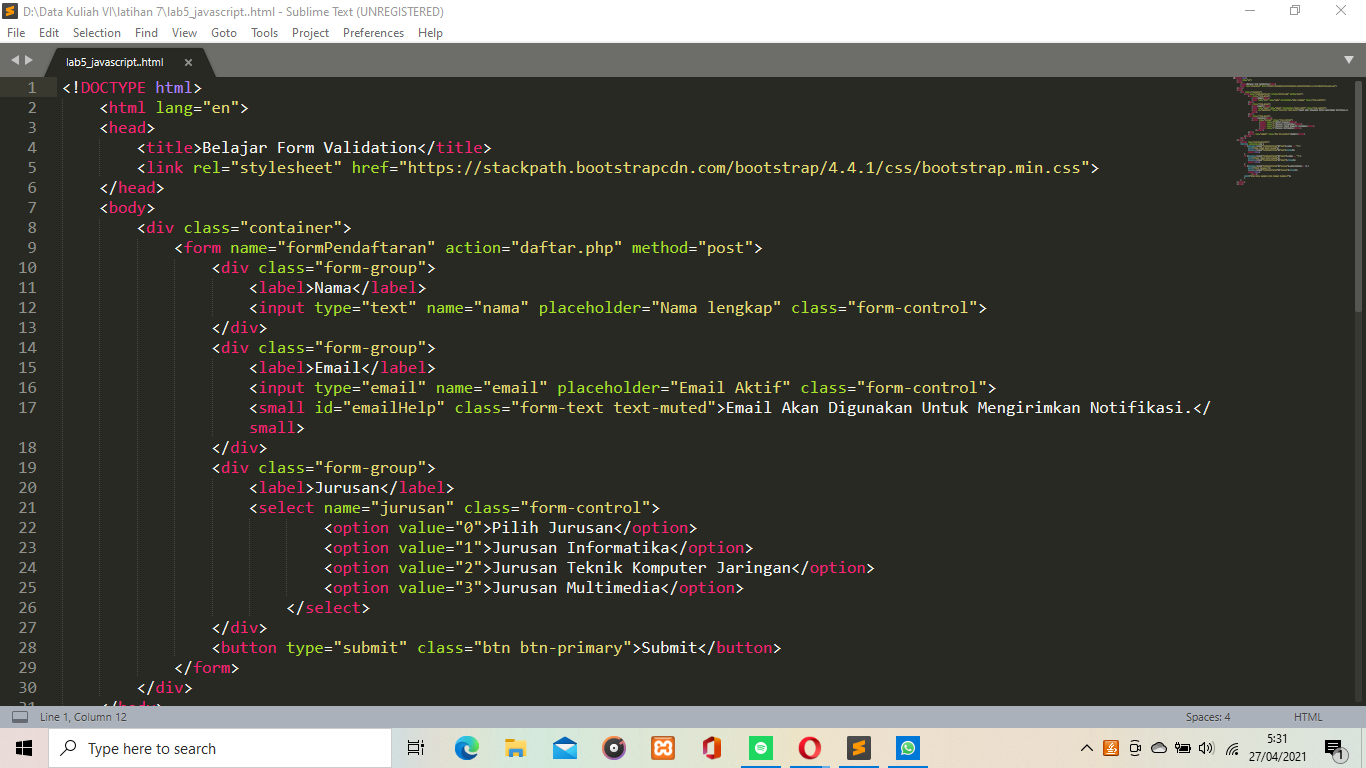 D:\Data Kuliah VI\latihan 7\lab5_javascript..html - Sublime Text (UNREGISTERED)
File Edit Selection Find View Goto Tools Project Preferences Help
lab5_javascript..html
1 <!DOCTYPE html>
2 <html lang="en">
3 <head>
4 <title>Belajar Form Validation</title>
5 <link rel="stylesheet" href="https://stackpath.bootstrapcdn.com/bootstrap/4.4.1/css/bootstrap.min.css">
6 </head>
7 <body>
8 <div class="container">
9 <form name="formPendaftaran" action="daftar.php" method="post">
10 <div class="form-group">
11 <label>Nama</label>
12 <input type="text" name="nama" placeholder="Nama lengkap" class="form-control">
13 </div>
14 <div class="form-group">
15 <label>Email</label>
16 <input type="email" name="email" placeholder="Email Aktif" class="form-control">
17 <small id="emailHelp" class="form-text text-muted">Email Akan Digunakan Untuk Mengirimkan Notifikasi.</
small>
18 </div>
19 <div class="form-group">
20 <label>Jurusan</label>
21 <select name="jurusan" class="form-control">
22 <option value="0">Pilih Jurusan</option>
23 <option value="1">Jurusan Informatika</option>
24 <option value="2">Jurusan Teknik Komputer Jaringan</option>
25 <option value="3">Jurusan Multimedia</option>
26 </select>
27 </div>
28 <button type="submit" class="btn btn-primary">Submit</button>
29 </form>
30 </div>
31 </body>
Line 1, Column 12 Spaces: 4 HTML
Type here to search
5:31
27/04/2021
1